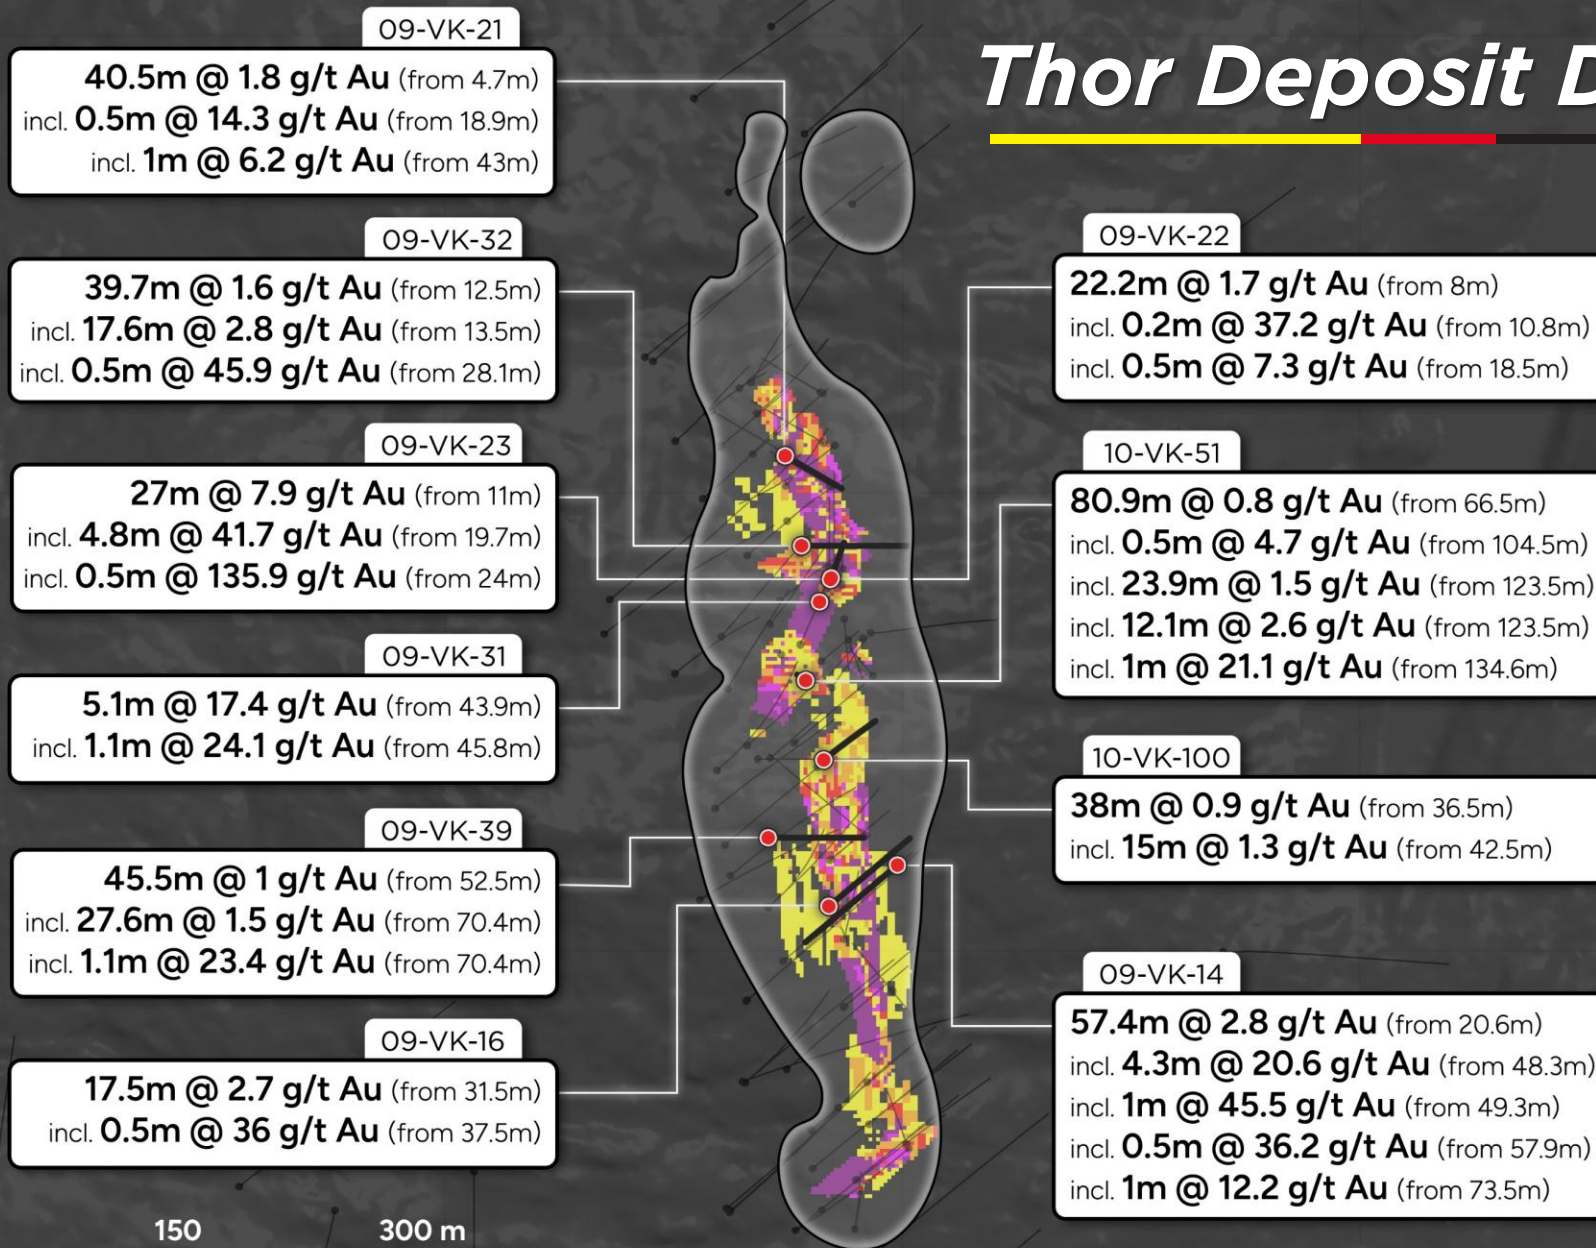 Thor Deposit D
09-VK-21
40.5m @ 1.8 g/t Au (from 4.7m)
incl. 0.5m @ 14.3 g/t Au (from 18.9m)
incl. 1m @ 6.2 g/t Au (from 43m)
09-VK-32
39.7m @ 1.6 g/t Au (from 12.5m)
incl. 17.6m @ 2.8 g/t Au (from 13.5m)
incl. 0.5m @ 45.9 g/t Au (from 28.1m)
09-VK-23
27m @ 7.9 g/t Au (from 11m)
incl. 4.8m @ 41.7 g/t Au (from 19.7m)
incl. 0.5m @ 135.9 g/t Au (from 24m)
09-VK-31
5.1m @ 17.4 g/t Au (from 43.9m)
incl. 1.1m @ 24.1 g/t Au (from 45.8m)
09-VK-39
45.5m @ 1 g/t Au (from 52.5m)
incl. 27.6m @ 1.5 g/t Au (from 70.4m)
incl. 1.1m @ 23.4 g/t Au (from 70.4m)
09-VK-16
17.5m @ 2.7 g/t Au (from 31.5m)
incl. 0.5m @ 36 g/t Au (from 37.5m)
09-VK-22
22.2m @ 1.7 g/t Au (from 8m)
incl. 0.2m @ 37.2 g/t Au (from 10.8m)
incl. 0.5m @ 7.3 g/t Au (from 18.5m)
10-VK-51
80.9m @ 0.8 g/t Au (from 66.5m)
incl. 0.5m @ 4.7 g/t Au (from 104.5m)
incl. 23.9m @ 1.5 g/t Au (from 123.5m)
incl. 12.1m @ 2.6 g/t Au (from 123.5m)
incl. 1m @ 21.1 g/t Au (from 134.6m)
10-VK-100
38m @ 0.9 g/t Au (from 36.5m)
incl. 15m @ 1.3 g/t Au (from 42.5m)
09-VK-14
57.4m @ 2.8 g/t Au (from 20.6m)
incl. 4.3m @ 20.6 g/t Au (from 48.3m)
incl. 1m @ 45.5 g/t Au (from 49.3m)
incl. 0.5m @ 36.2 g/t Au (from 57.9m)
incl. 1m @ 12.2 g/t Au (from 73.5m)
150 300 m